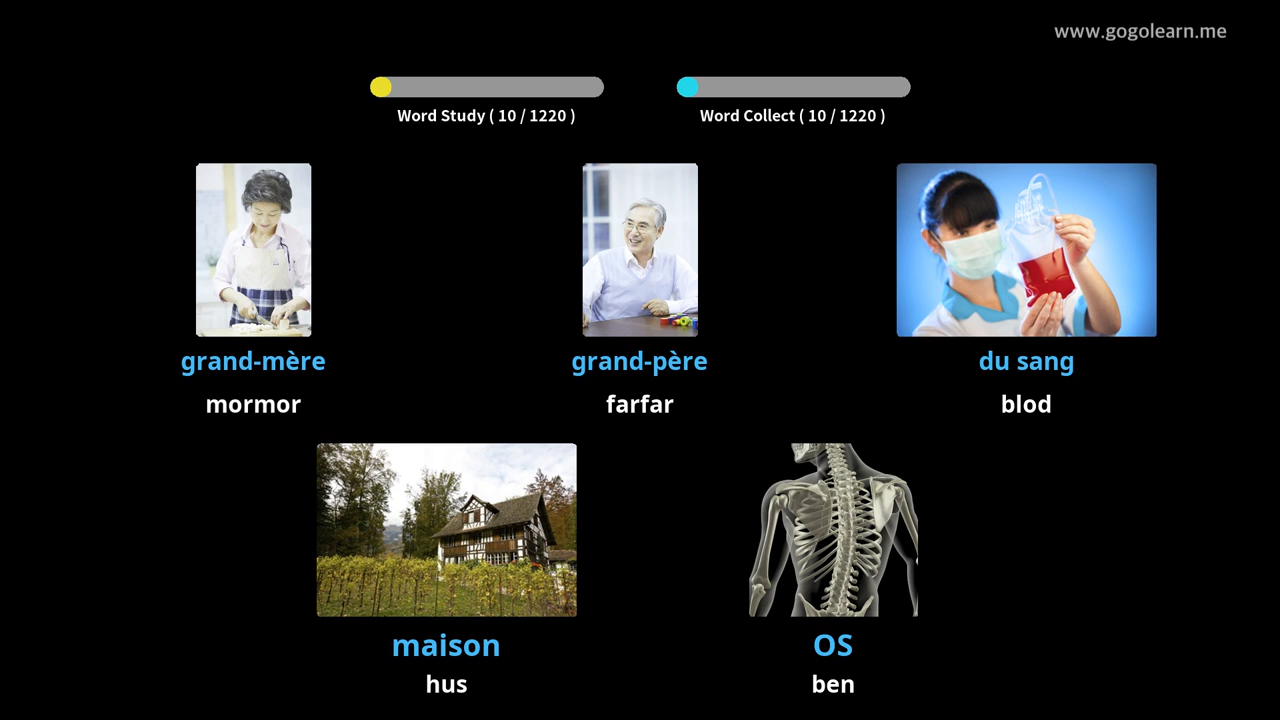 www.gogolearn.me
Word Study ( 10 / 1220 )
Word Collect ( 10 / 1220 )
grand-mère
grand-père
du sang
mormor
farfar
blod
maison
OS
hus
ben